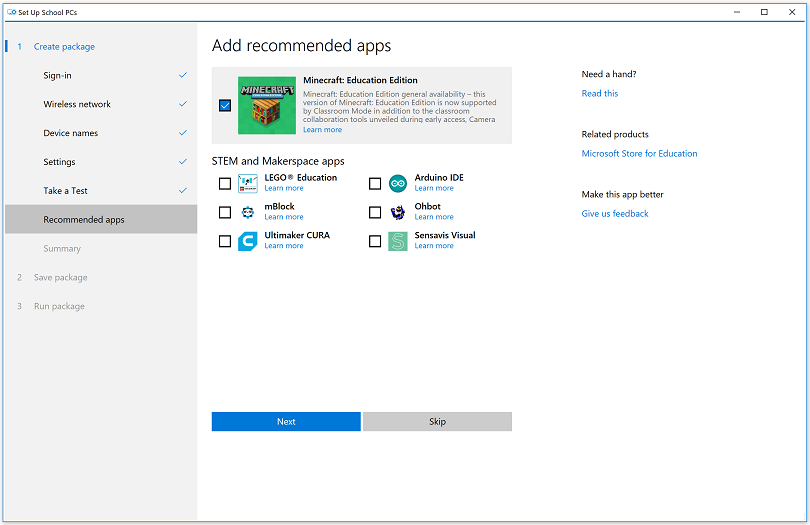 Set Up School PCs
1 Create package
Sign-in
Wireless network
Device names
Settings
Take a Test
Recommended apps
Summary
2 Save package
3 Run package
Add recommended apps
MINECRAFT
EDUCATION EDITION
Minecraft: Education Edition
Minecraft: Education Edition general availability – this
version of Minecraft: Education Edition is now supported
by Classroom Mode in addition to the classroom
collaboration tools unveiled during early access, Camera
Learn more
STEM and Makerspace apps
LEGO® Education
Learn more
Arduino IDE
Learn more
mBlock
Learn more
Ohbot
Learn more
Ultimaker CURA
Learn more
Sensavis Visual
Learn more
Next
Skip
Need a hand?
Read this
Related products
Microsoft Store for Education
Make this app better
Give us feedback